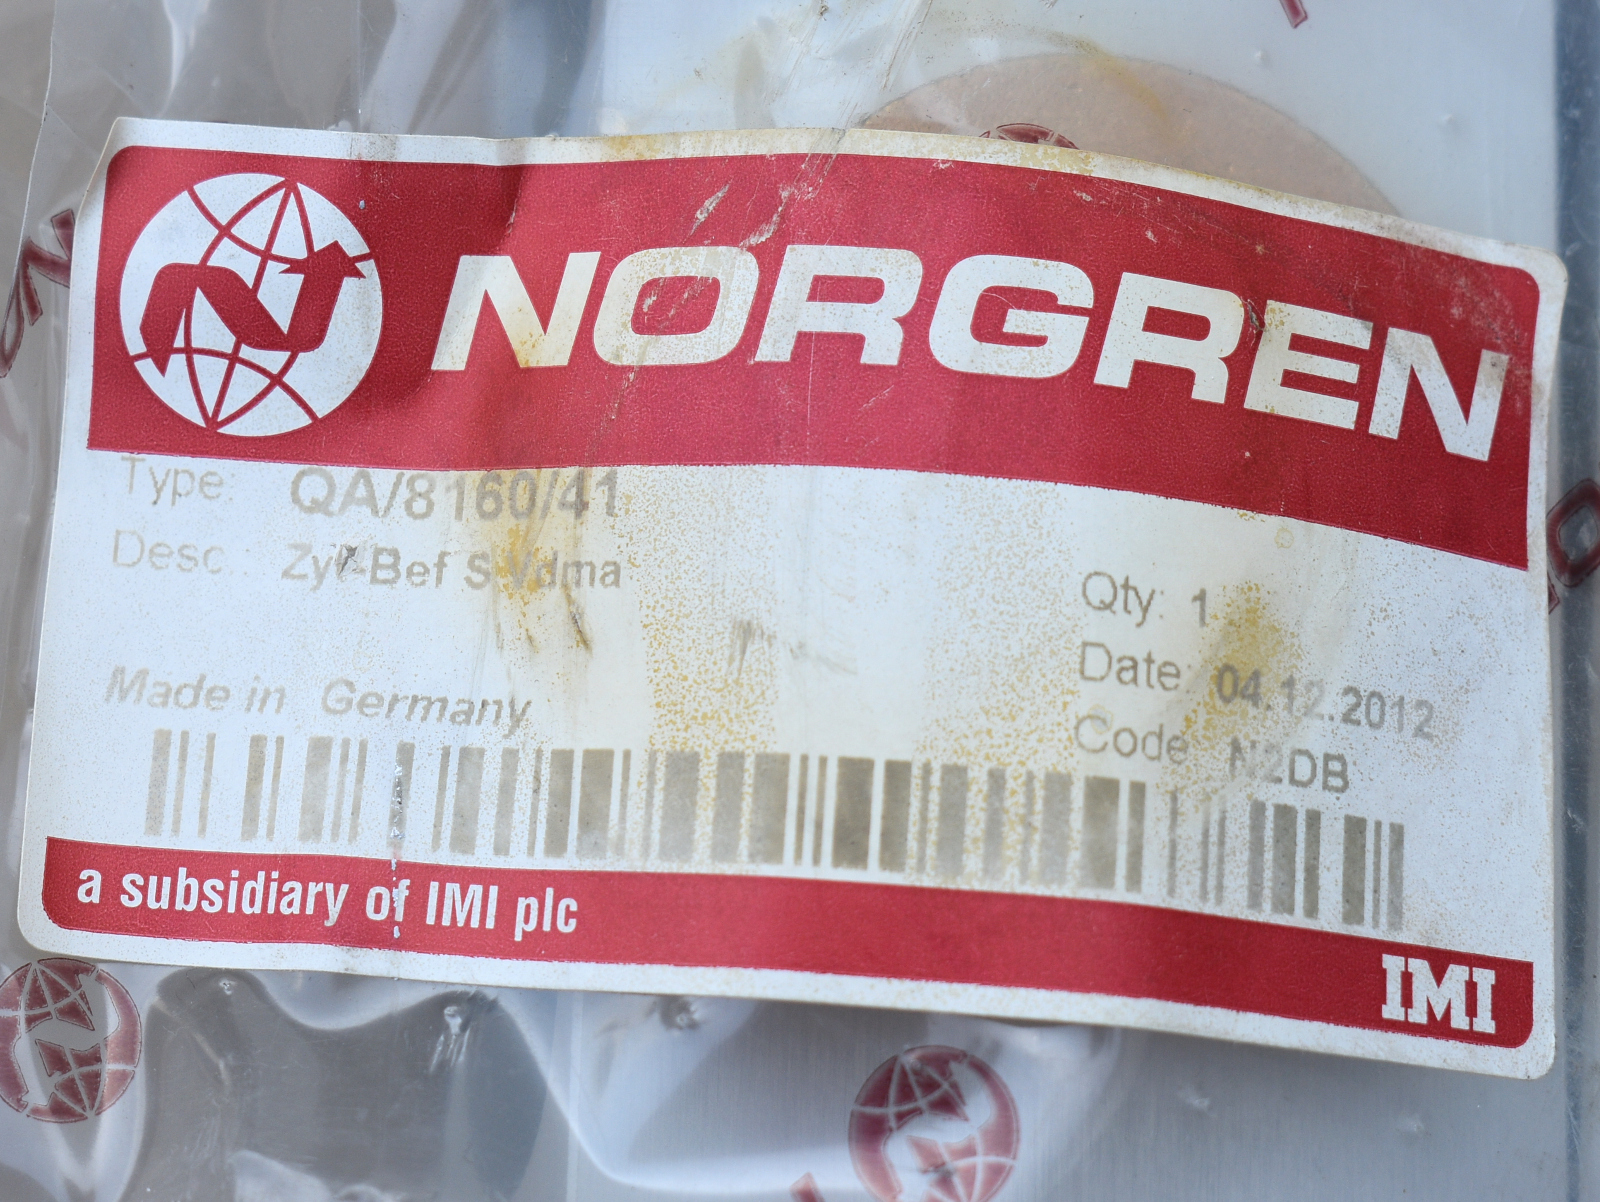 NORGREN
Type: QA/8160/41
Desc.: Zyl-Bef S Vdma
Qty: 1
Date: 04.12.2012
Made in Germany
Code N2DB
a subsidiary of IMI plc
IMI